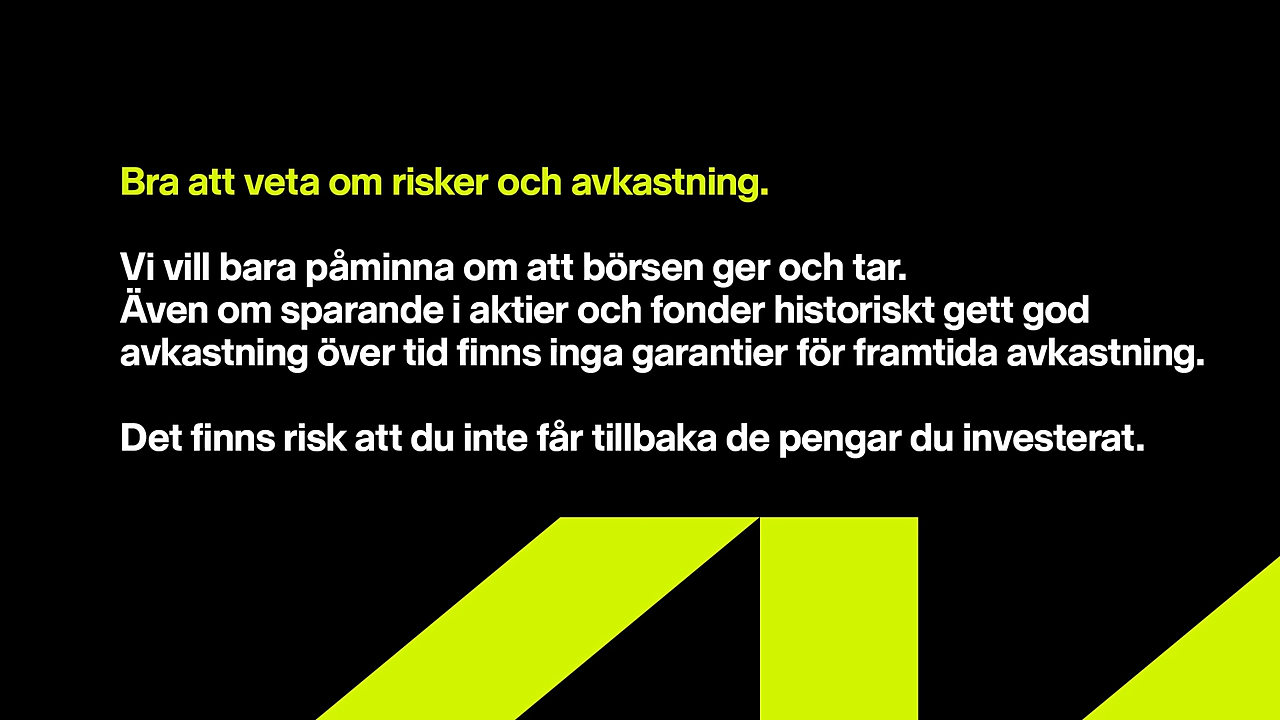 Bra att veta om risker och avkastning.
Vi vill bara påminna om att börsen ger och tar.
Även om sparande i aktier och fonder historiskt gett god
avkastning över tid finns inga garantier för framtida avkastning.
Det finns risk att du inte får tillbaka de pengar du investerat.